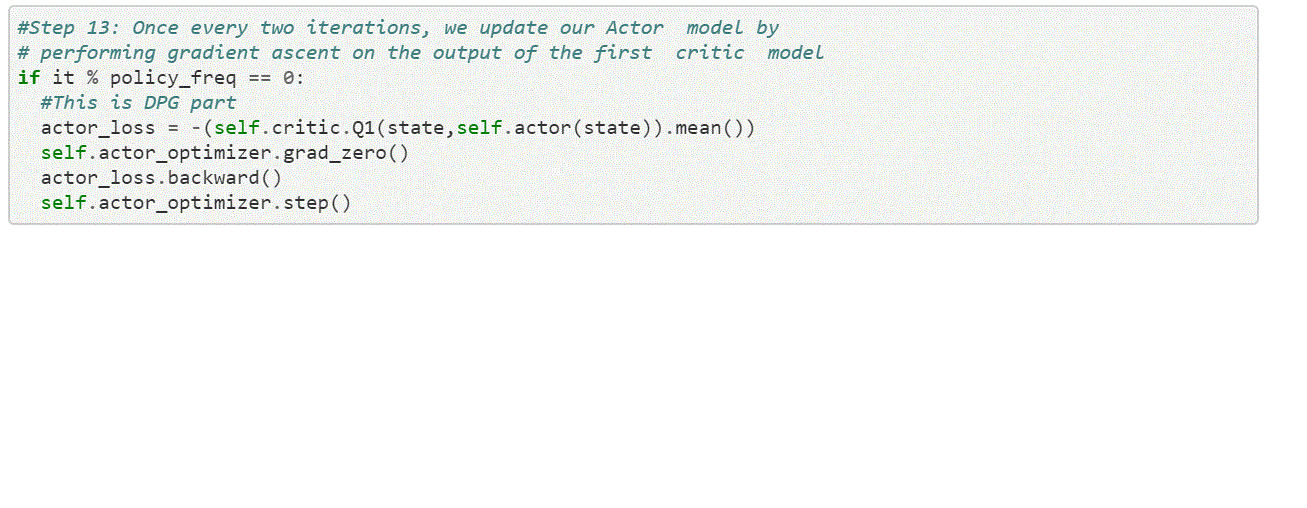 #Step 13: Once every two iterations, we update our Actor  model by
# performing gradient ascent on the output of the first  critic  model
if it % policy_freq == 0:
  #This is DPG part
  actor_loss = -(self.critic.Q1(state,self.actor(state)).mean())
  self.actor_optimizer.grad_zero()
  actor_loss.backward()
  self.actor_optimizer.step()